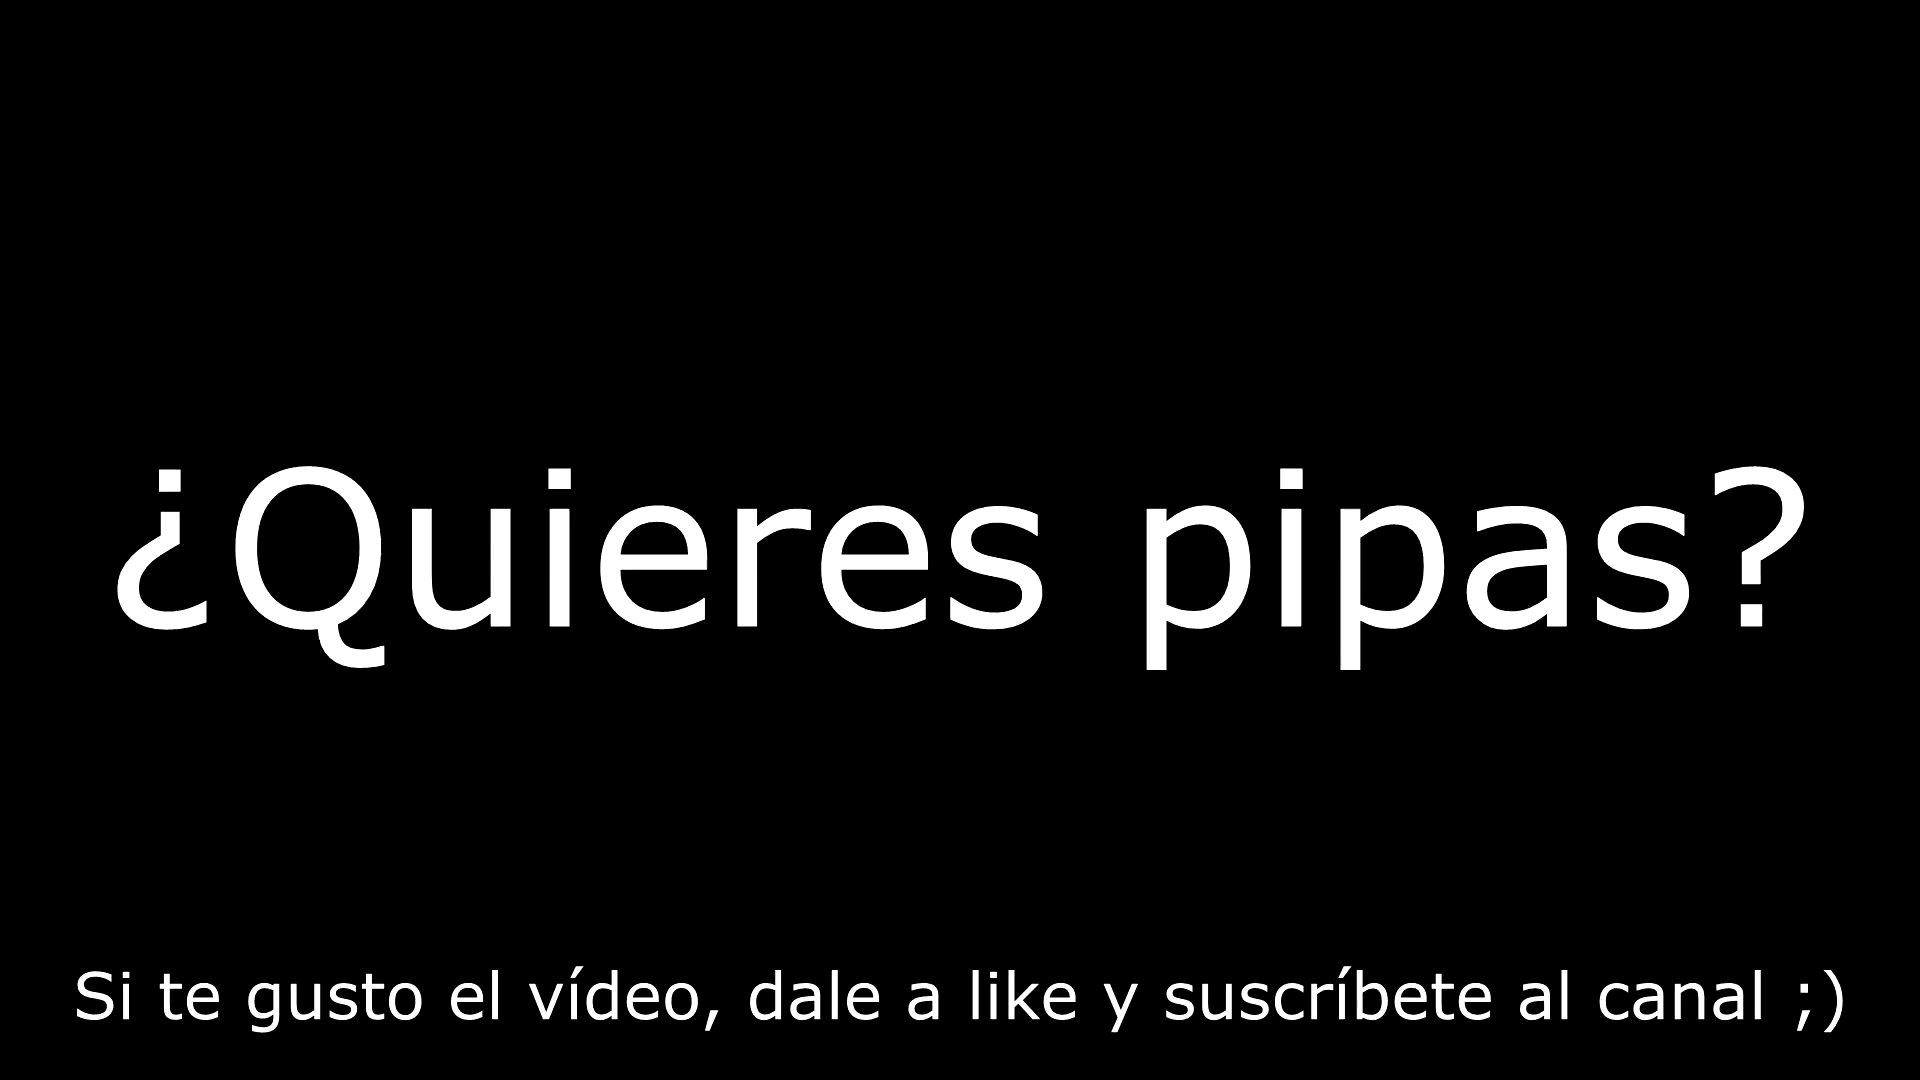 ¿Quieres pipas?
Si te gusto el vídeo, dale a like y suscríbete al canal ;)